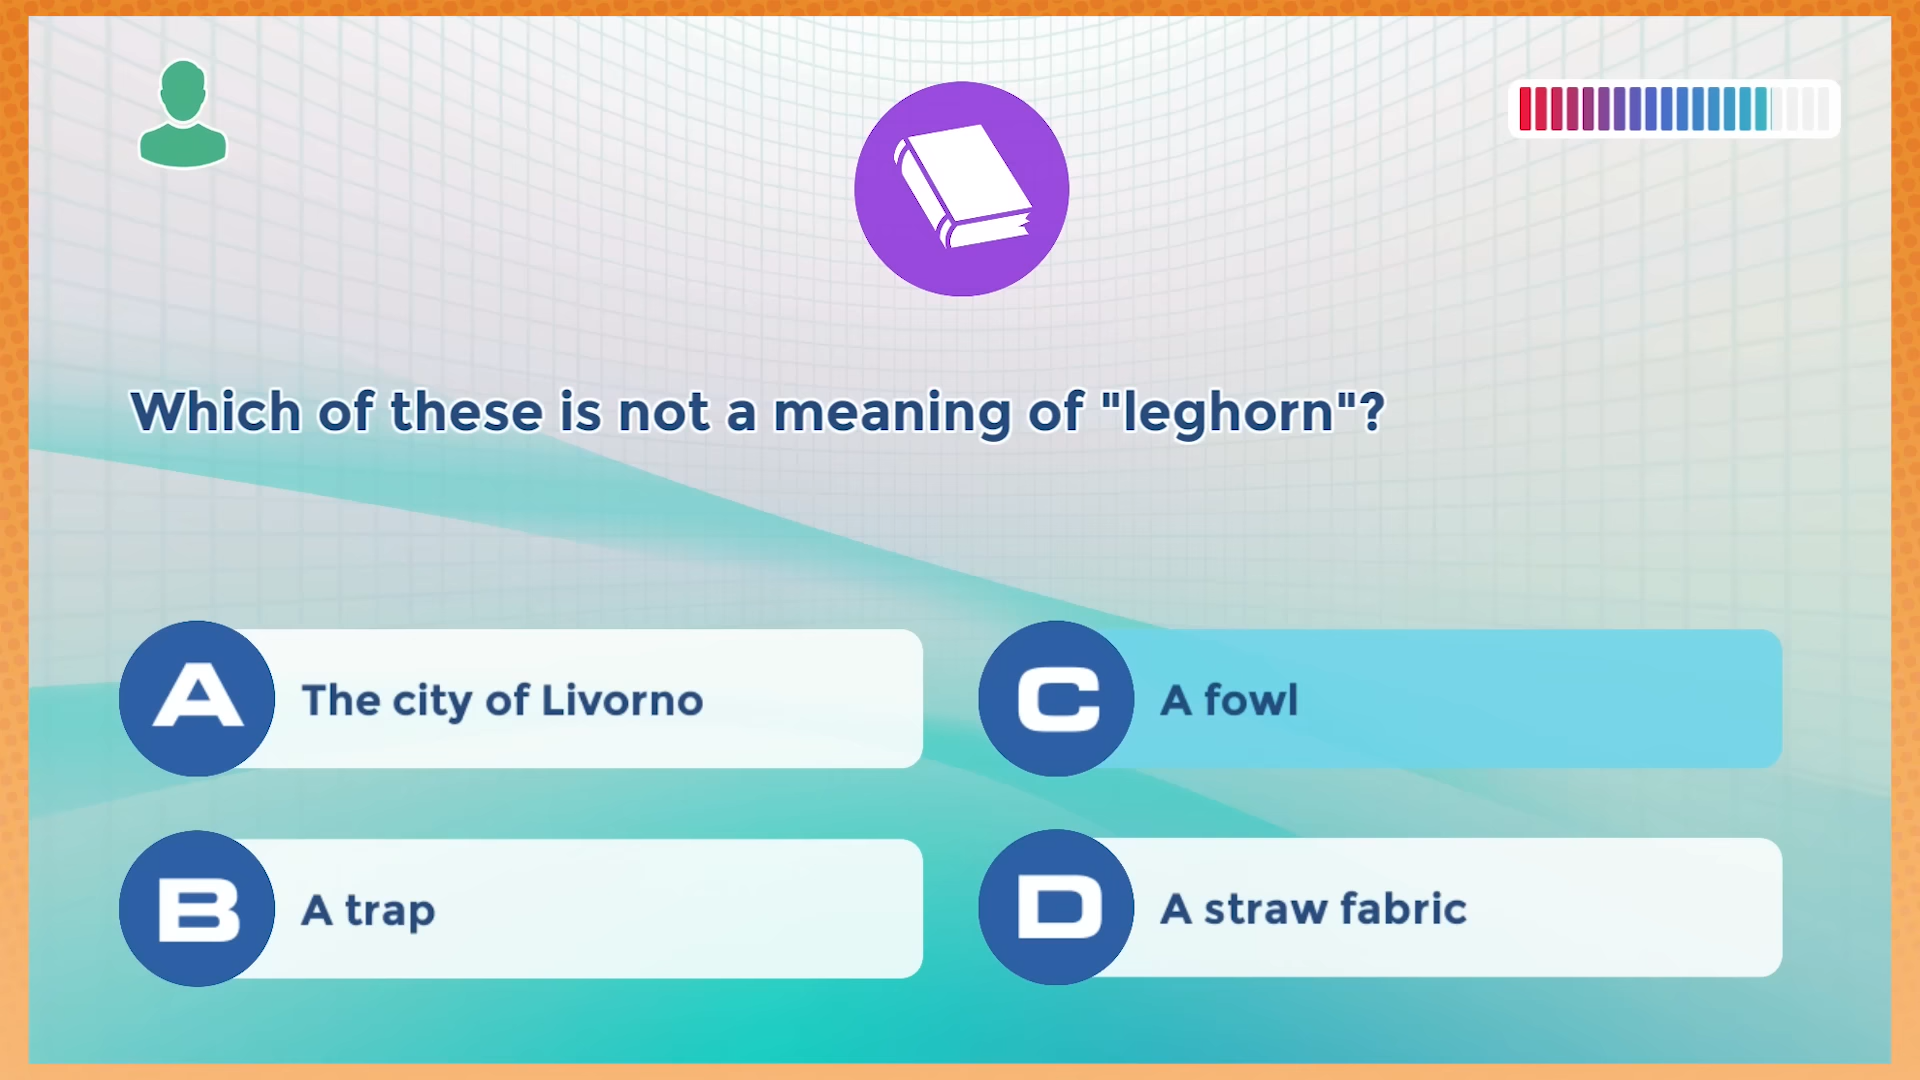 Which of these is not a meaning of "leghorn"?
A The city of Livorno
C A fowl
B A trap
D A straw fabric